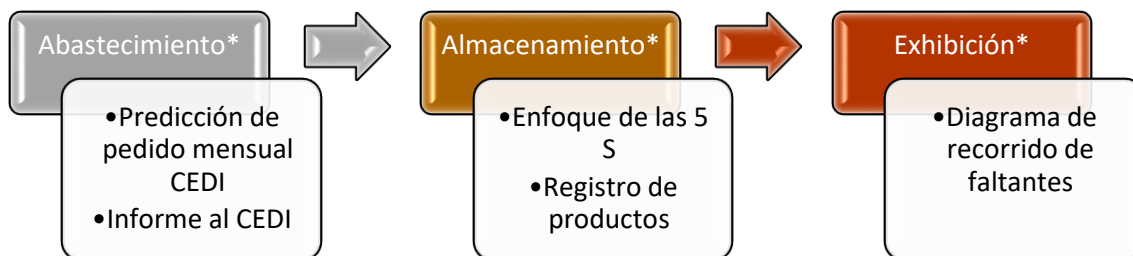 Abastecimiento*
•Predicción de
pedido mensual
CEDI
•Informe al CEDI
Almacenamiento*
•Enfoque de las 5
S
•Registro de
productos
Exhibición*
•Diagrama de
recorrido de
faltantes